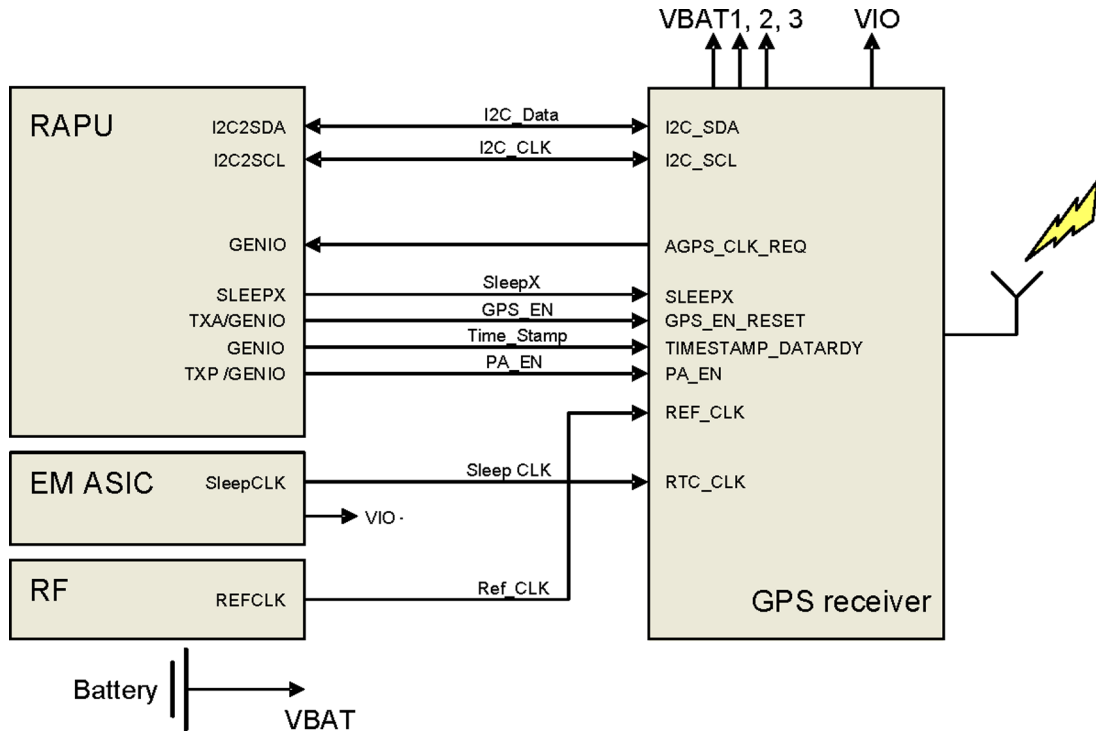 VBAT1, 2, 3
VIO
RAPU
I2C2SDA
I2C_Data
I2C_SDA
I2C2SCL
I2C_CLK
I2C_SCL
GENIO
AGPS_CLK_REQ
SLEEPX
SleepX
SLEEPX
TXA/GENIO
GPS_EN
GPS_EN_RESET
GENIO
Time_Stamp
TIMESTAMP_DATARDY
TXP /GENIO
PA_EN
PA_EN
REF_CLK
EM ASIC
SleepCLK
Sleep CLK
RTC_CLK
VIO
RF
REFCLK
Ref_CLK
GPS receiver
Battery
VBAT